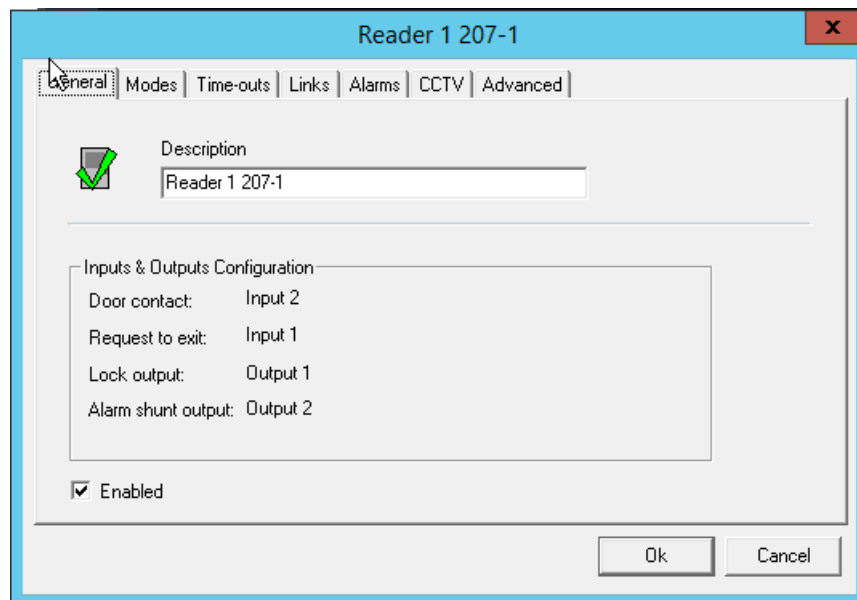 Reader 1 207-1
x
General Modes Time-outs Links Alarms CCTV Advanced
Description
Reader 1 207-1
Inputs & Outputs Configuration
Door contact: Input 2
Request to exit: Input 1
Lock output: Output 1
Alarm shunt output: Output 2
Enabled
Ok Cancel